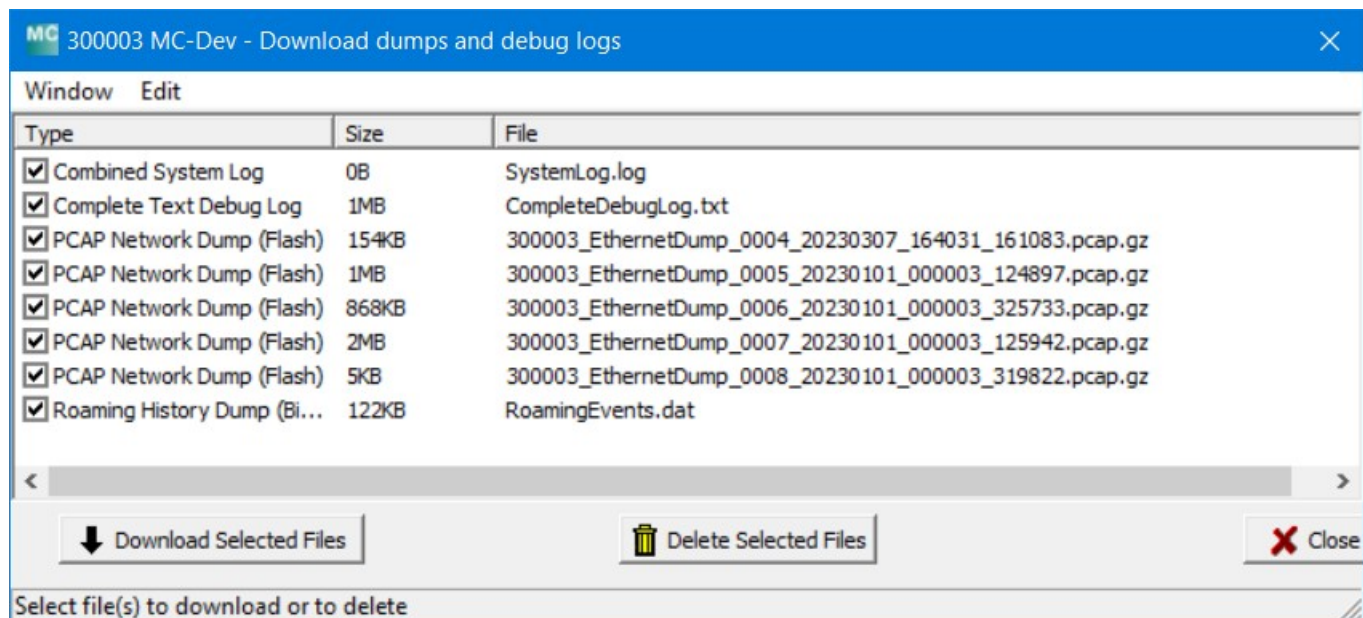 MC 300003 MC-Dev - Download dumps and debug logs
Window Edit
Type Size File
Combined System Log 0B SystemLog.log
Complete Text Debug Log 1MB CompleteDebugLog.txt
PCAP Network Dump (Flash) 154KB 300003_EthernetDump_0004_20230307_164031_161083.pcap.gz
PCAP Network Dump (Flash) 1MB 300003_EthernetDump_0005_20230101_000003_124897.pcap.gz
PCAP Network Dump (Flash) 868KB 300003_EthernetDump_0006_20230101_000003_325733.pcap.gz
PCAP Network Dump (Flash) 2MB 300003_EthernetDump_0007_20230101_000003_125942.pcap.gz
PCAP Network Dump (Flash) 5KB 300003_EthernetDump_0008_20230101_000003_319822.pcap.gz
Roaming History Dump (Bi... 122KB RoamingEvents.dat
Download Selected Files Delete Selected Files Close
Select file(s) to download or to delete